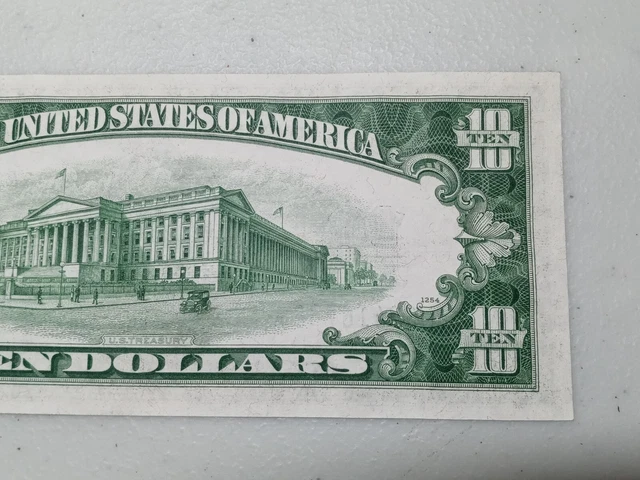 UNITED STATES OF AMERICA
10
TEN
1254
10
TEN
U.S. TREASURY
EN DOLLARS